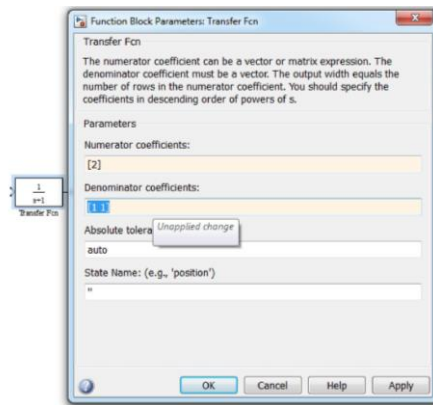 Function Block Parameters: Transfer Fcn
Transfer Fcn
The numerator coefficient can be a vector or matrix expression. The
denominator coefficient must be a vector. The output width equals the
number of rows in the numerator coefficient. You should specify the
coefficients in descending order of powers of s.
Parameters
Numerator coefficients:
[2]
Denominator coefficients:
[1 1]
Unapplied change
Absolute tolera
auto
State Name: (e.g., 'position')
''
1
s+1
Transfer Fcn
OK
Cancel
Help
Apply